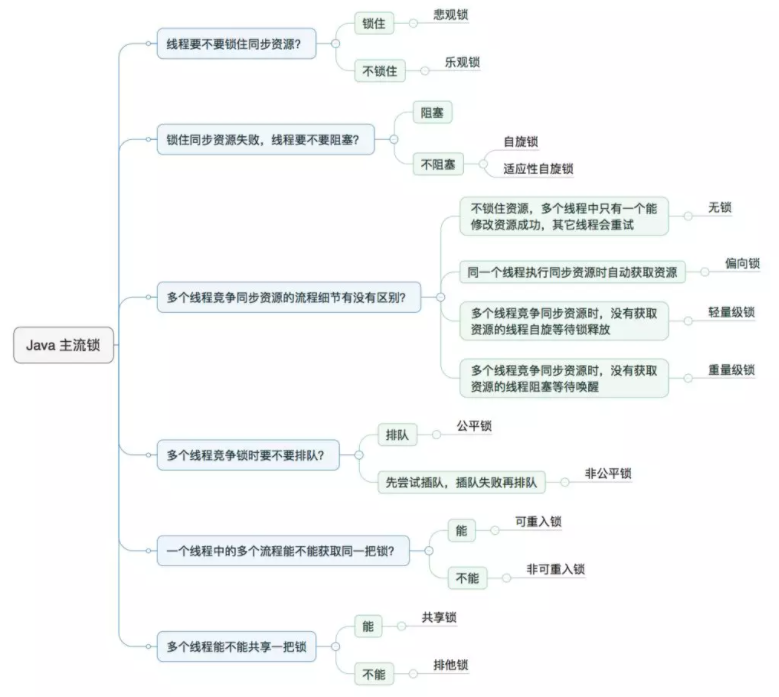 Java 主流锁
线程要不要锁住同步资源？
锁住
悲观锁
不锁住
乐观锁
锁住同步资源失败，线程要不要阻塞？
阻塞
不阻塞
自旋锁
适应性自旋锁
多个线程竞争同步资源的流程细节有没有区别？
不锁住资源，多个线程中只有一个能
修改资源成功，其它线程会重试
无锁
同一个线程执行同步资源时自动获取资源
偏向锁
多个线程竞争同步资源时，没有获取
资源的线程自旋等待锁释放
轻量级锁
多个线程竞争同步资源时，没有获取
资源的线程阻塞等待唤醒
重量级锁
多个线程竞争锁时要不要排队？
排队
公平锁
先尝试插队，插队失败再排队
非公平锁
一个线程中的多个流程能不能获取同一把锁？
能
可重入锁
不能
非可重入锁
多个线程能不能共享一把锁
能
共享锁
不能
排他锁